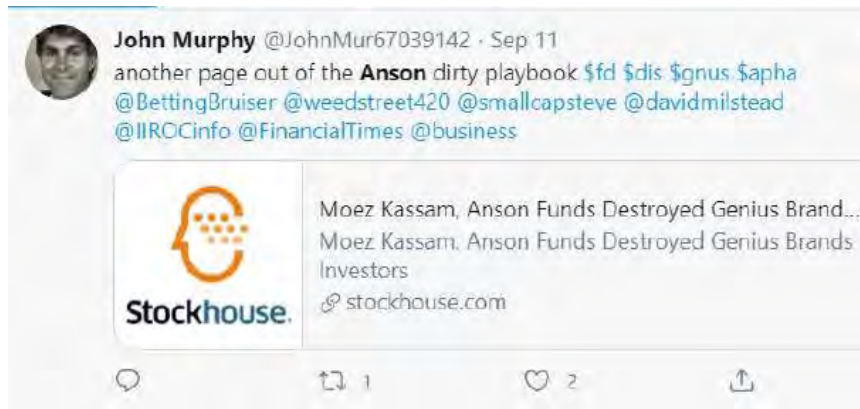 John Murphy @JohnMur67039142 · Sep 11
another page out of the Anson dirty playbook $fd $dis $gnus $apha
@BettingBruiser @weedstreet420 @smallcapsteve @davidmilstead
@IIROCinfo @FinancialTimes @business
Moez Kassam, Anson Funds Destroyed Genius Brand...
Moez Kassam, Anson Funds Destroyed Genius Brands
Investors
stockhouse.com
Stockhouse.
1
2